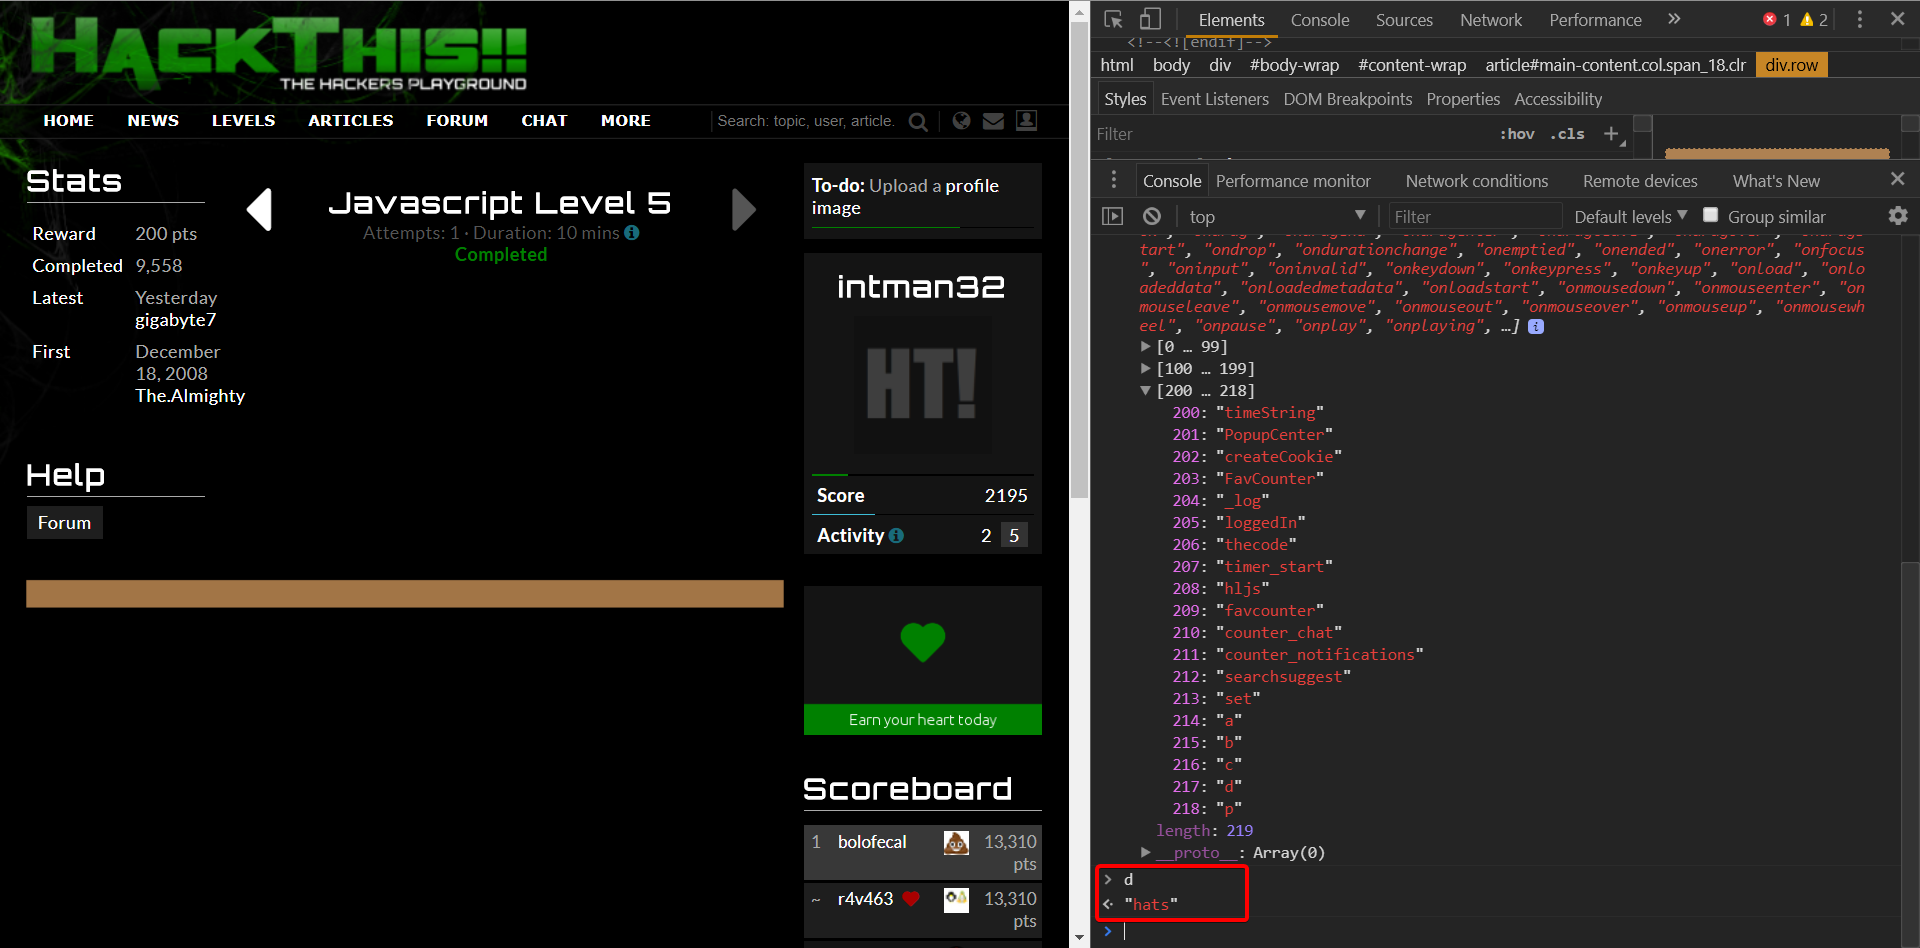 HACKTHIS!!
THE HACKERS PLAYGROUND
HOME NEWS LEVELS ARTICLES FORUM CHAT MORE
Search: topic, user, article.
Stats
Reward 200 pts
Completed 9,558
Latest Yesterday
gigabyte7
First December
18, 2008
The.Almighty
Help
Forum
Javascript Level 5
Attempts: 1 · Duration: 10 mins
Completed
To-do: Upload a profile
image
intman32
HT!
Score 2195
Activity 2 5
Earn your heart today
Scoreboard
1 bolofecal 13,310
pts
~ r4v463 13,310
pts
Elements Console Sources Network Performance » 1 2
<!--<![endif]-->
html body div #body-wrap #content-wrap article#main-content.col.span_18.clr div.row
Styles Event Listeners DOM Breakpoints Properties Accessibility
Filter :hov .cls +
Console Performance monitor Network conditions Remote devices What's New
top Filter Default levels Group similar
tart", "ondrop", "ondurationchange", "onemptied", "onended", "onerror", "onfocus
", "oninput", "oninvalid", "onkeydown", "onkeypress", "onkeyup", "onload", "onlo
adeddata", "onloadedmetadata", "onloadstart", "onmousedown", "onmouseenter", "on
mouseleave", "onmousemove", "onmouseout", "onmouseover", "onmouseup", "onmousewh
eel", "onpause", "onplay", "onplaying", …]
[0 … 99]
[100 … 199]
[200 … 218]
200: "timeString"
201: "PopupCenter"
202: "createCookie"
203: "FavCounter"
204: "_log"
205: "loggedIn"
206: "thecode"
207: "timer_start"
208: "hljs"
209: "favcounter"
210: "counter_chat"
211: "counter_notifications"
212: "searchsuggest"
213: "set"
214: "a"
215: "b"
216: "c"
217: "d"
218: "p"
length: 219
__proto__: Array(0)
> d
"hats"
>